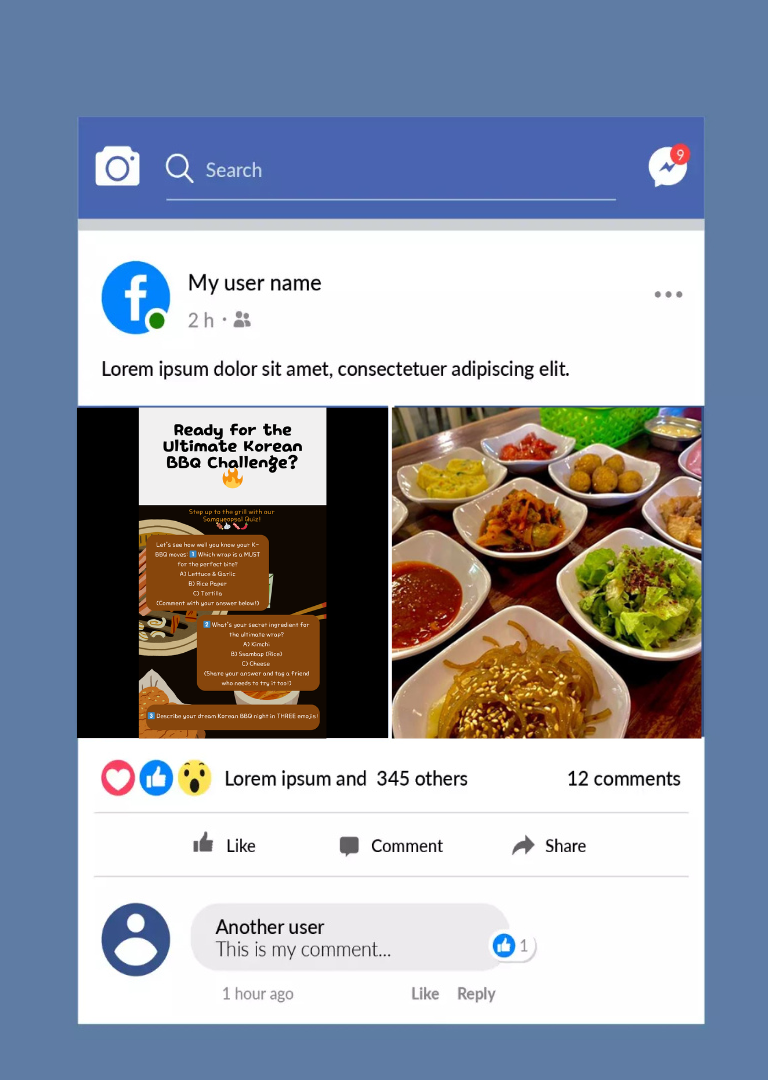 9
Search
My user name
2 h ·
Lorem ipsum dolor sit amet, consectetuer adipiscing elit.
Ready for the
Ultimate Korean
BBQ Challenge?
🔥
Step up to the grill with our
Samgyeopsal Quiz!
Let's see how well you know your K-
BBQ moves: 1️⃣ Which wrap is a MUST
for the perfect bite?
A) Lettuce & Garlic
B) Rice Paper
C) Tortilla
(Comment with your answer below!)
2️⃣ What's your secret ingredient for
the ultimate wrap?
A) Kimchi
B) Ssambap (Rice)
C) Cheese
(Share your answer and tag a friend
who needs to try it too!)
3️⃣ Describe your dream Korean BBQ night in THREE emojis!
Lorem ipsum and 345 others
12 comments
Like
Comment
Share
Another user
This is my comment...
1
1 hour ago
Like
Reply